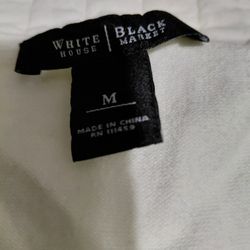 WHITE HOUSE | BLACK MARKET
M
MADE IN CHINA
RN 111459